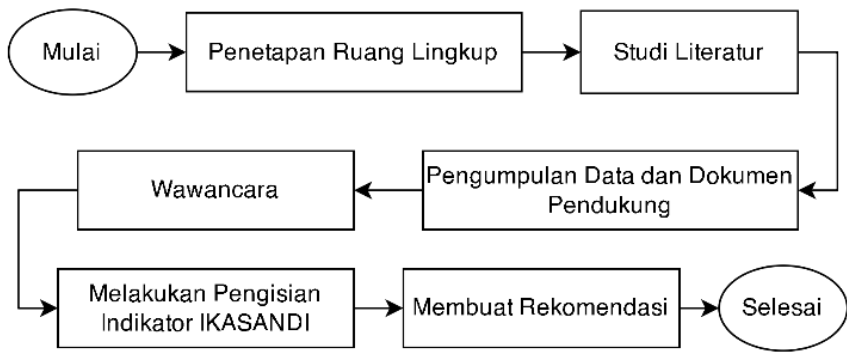 Mulai
Penetapan Ruang Lingkup
Studi Literatur
Pengumpulan Data dan Dokumen
Pendukung
Wawancara
Melakukan Pengisian
Indikator IKASANDI
Membuat Rekomendasi
Selesai